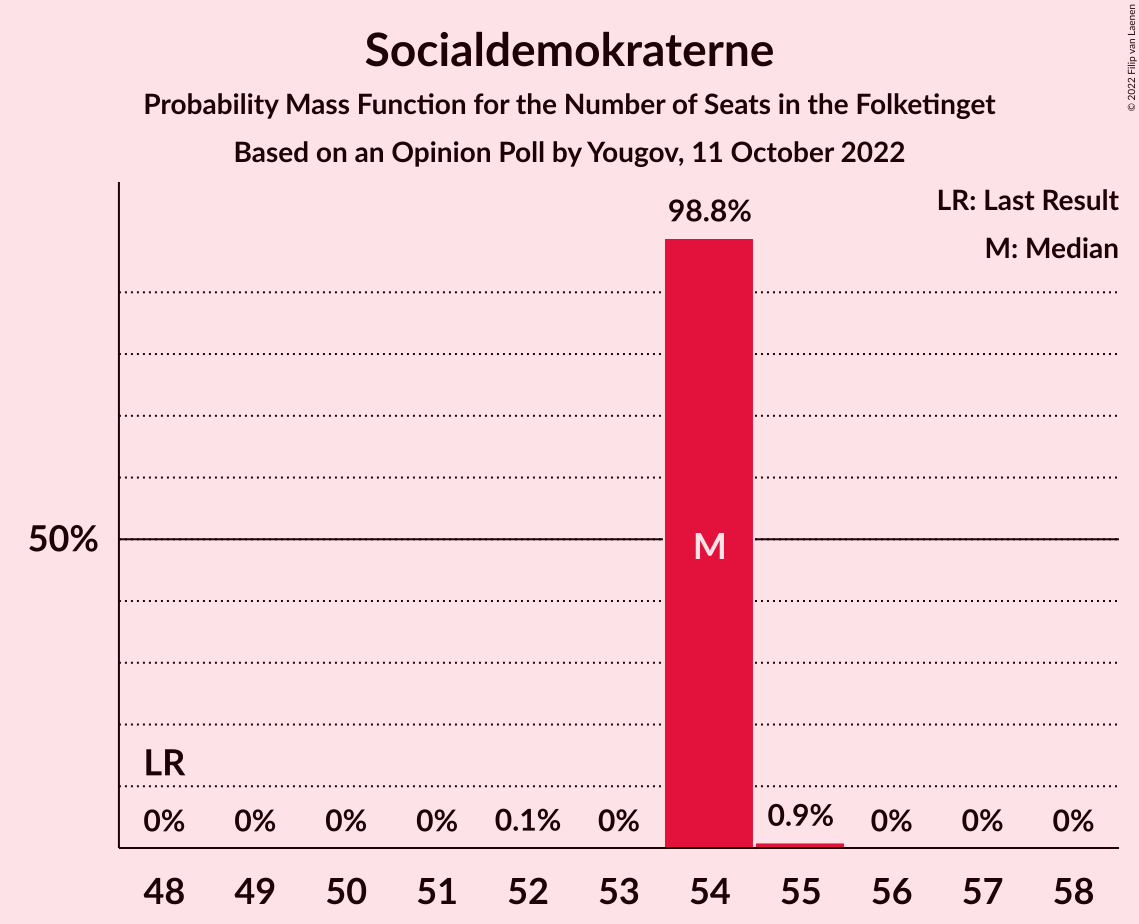 Socialdemokraterne
Probability Mass Function for the Number of Seats in the Folketinget
Based on an Opinion Poll by Yougov, 11 October 2022
© 2022 Filip van Laenen
LR: Last Result
M: Median
98.8%
50%
M
LR
0% 0% 0% 0% 0.1% 0% 0.9% 0% 0% 0%
48 49 50 51 52 53 54 55 56 57 58